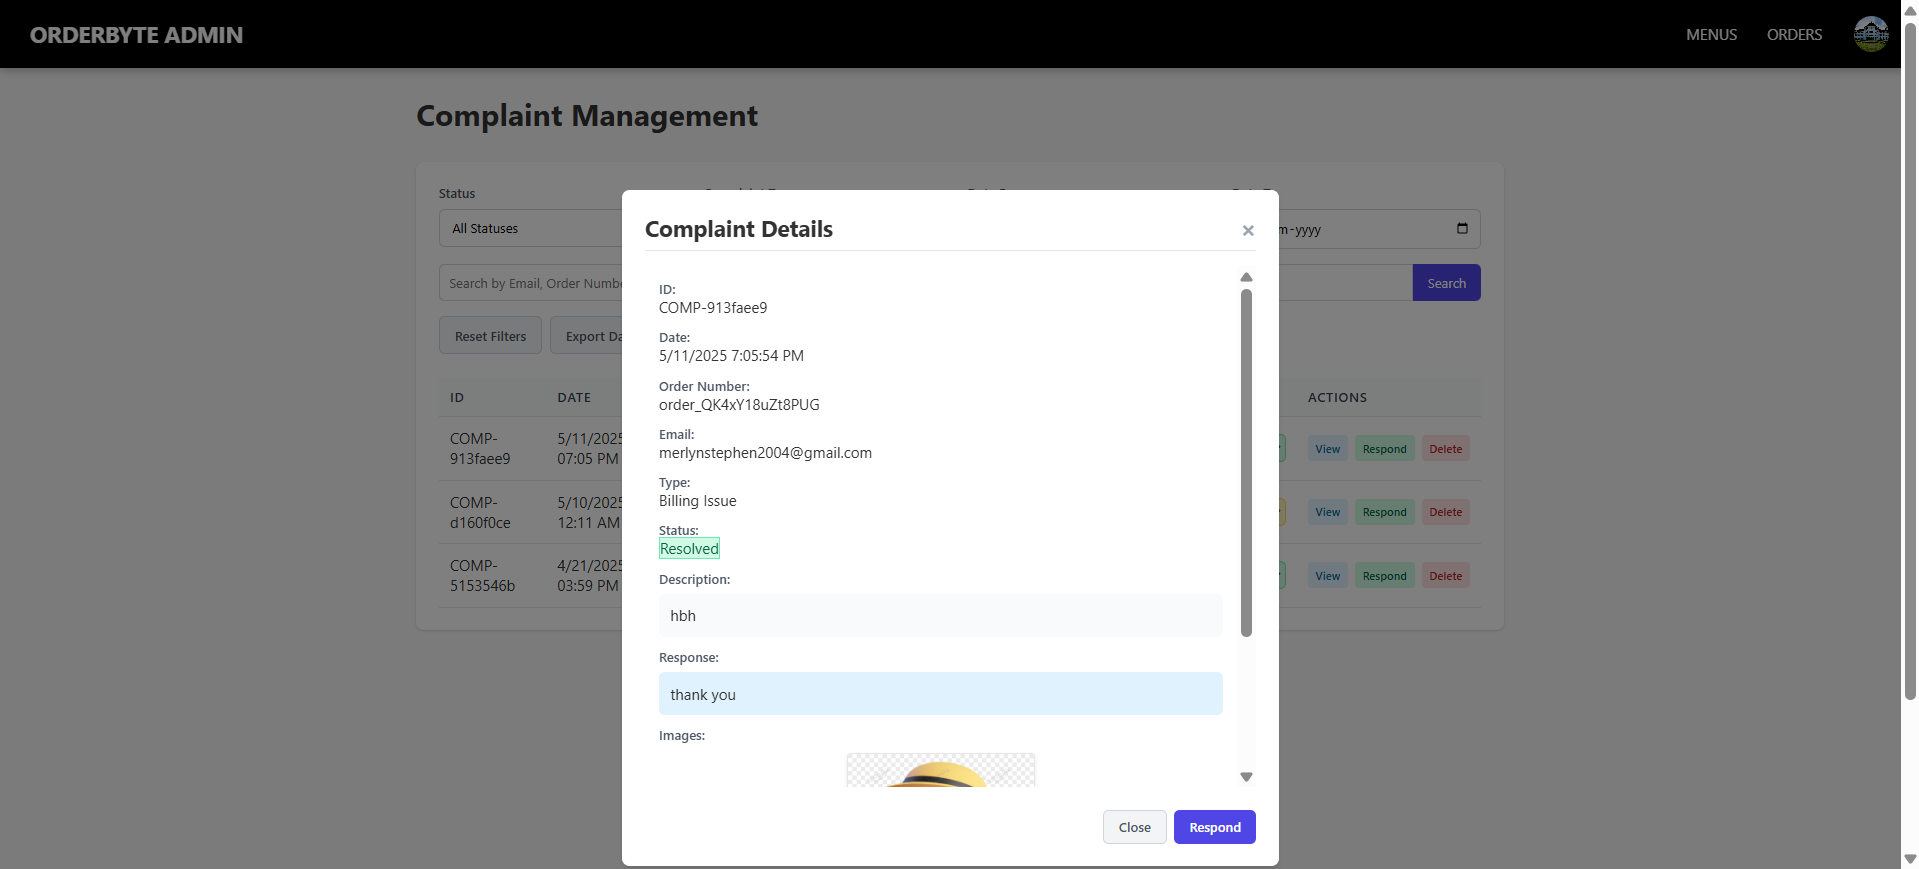 ORDERBYTE ADMIN
MENUS
ORDERS
Complaint Management
Status
All Statuses
m-yyyy
Search by Email, Order Numb
Search
Reset Filters
Export Da
ID
DATE
ACTIONS
COMP-
913faee9
5/11/2025
07:05 PM
View
Respond
Delete
COMP-
d160f0ce
5/10/2025
12:11 AM
View
Respond
Delete
COMP-
5153546b
4/21/2025
03:59 PM
View
Respond
Delete
Complaint Details
×
ID:
COMP-913faee9
Date:
5/11/2025 7:05:54 PM
Order Number:
order_QK4xY18uZt8PUG
Email:
merlynstephen2004@gmail.com
Type:
Billing Issue
Status:
Resolved
Description:
hbh
Response:
thank you
Images:
Close
Respond